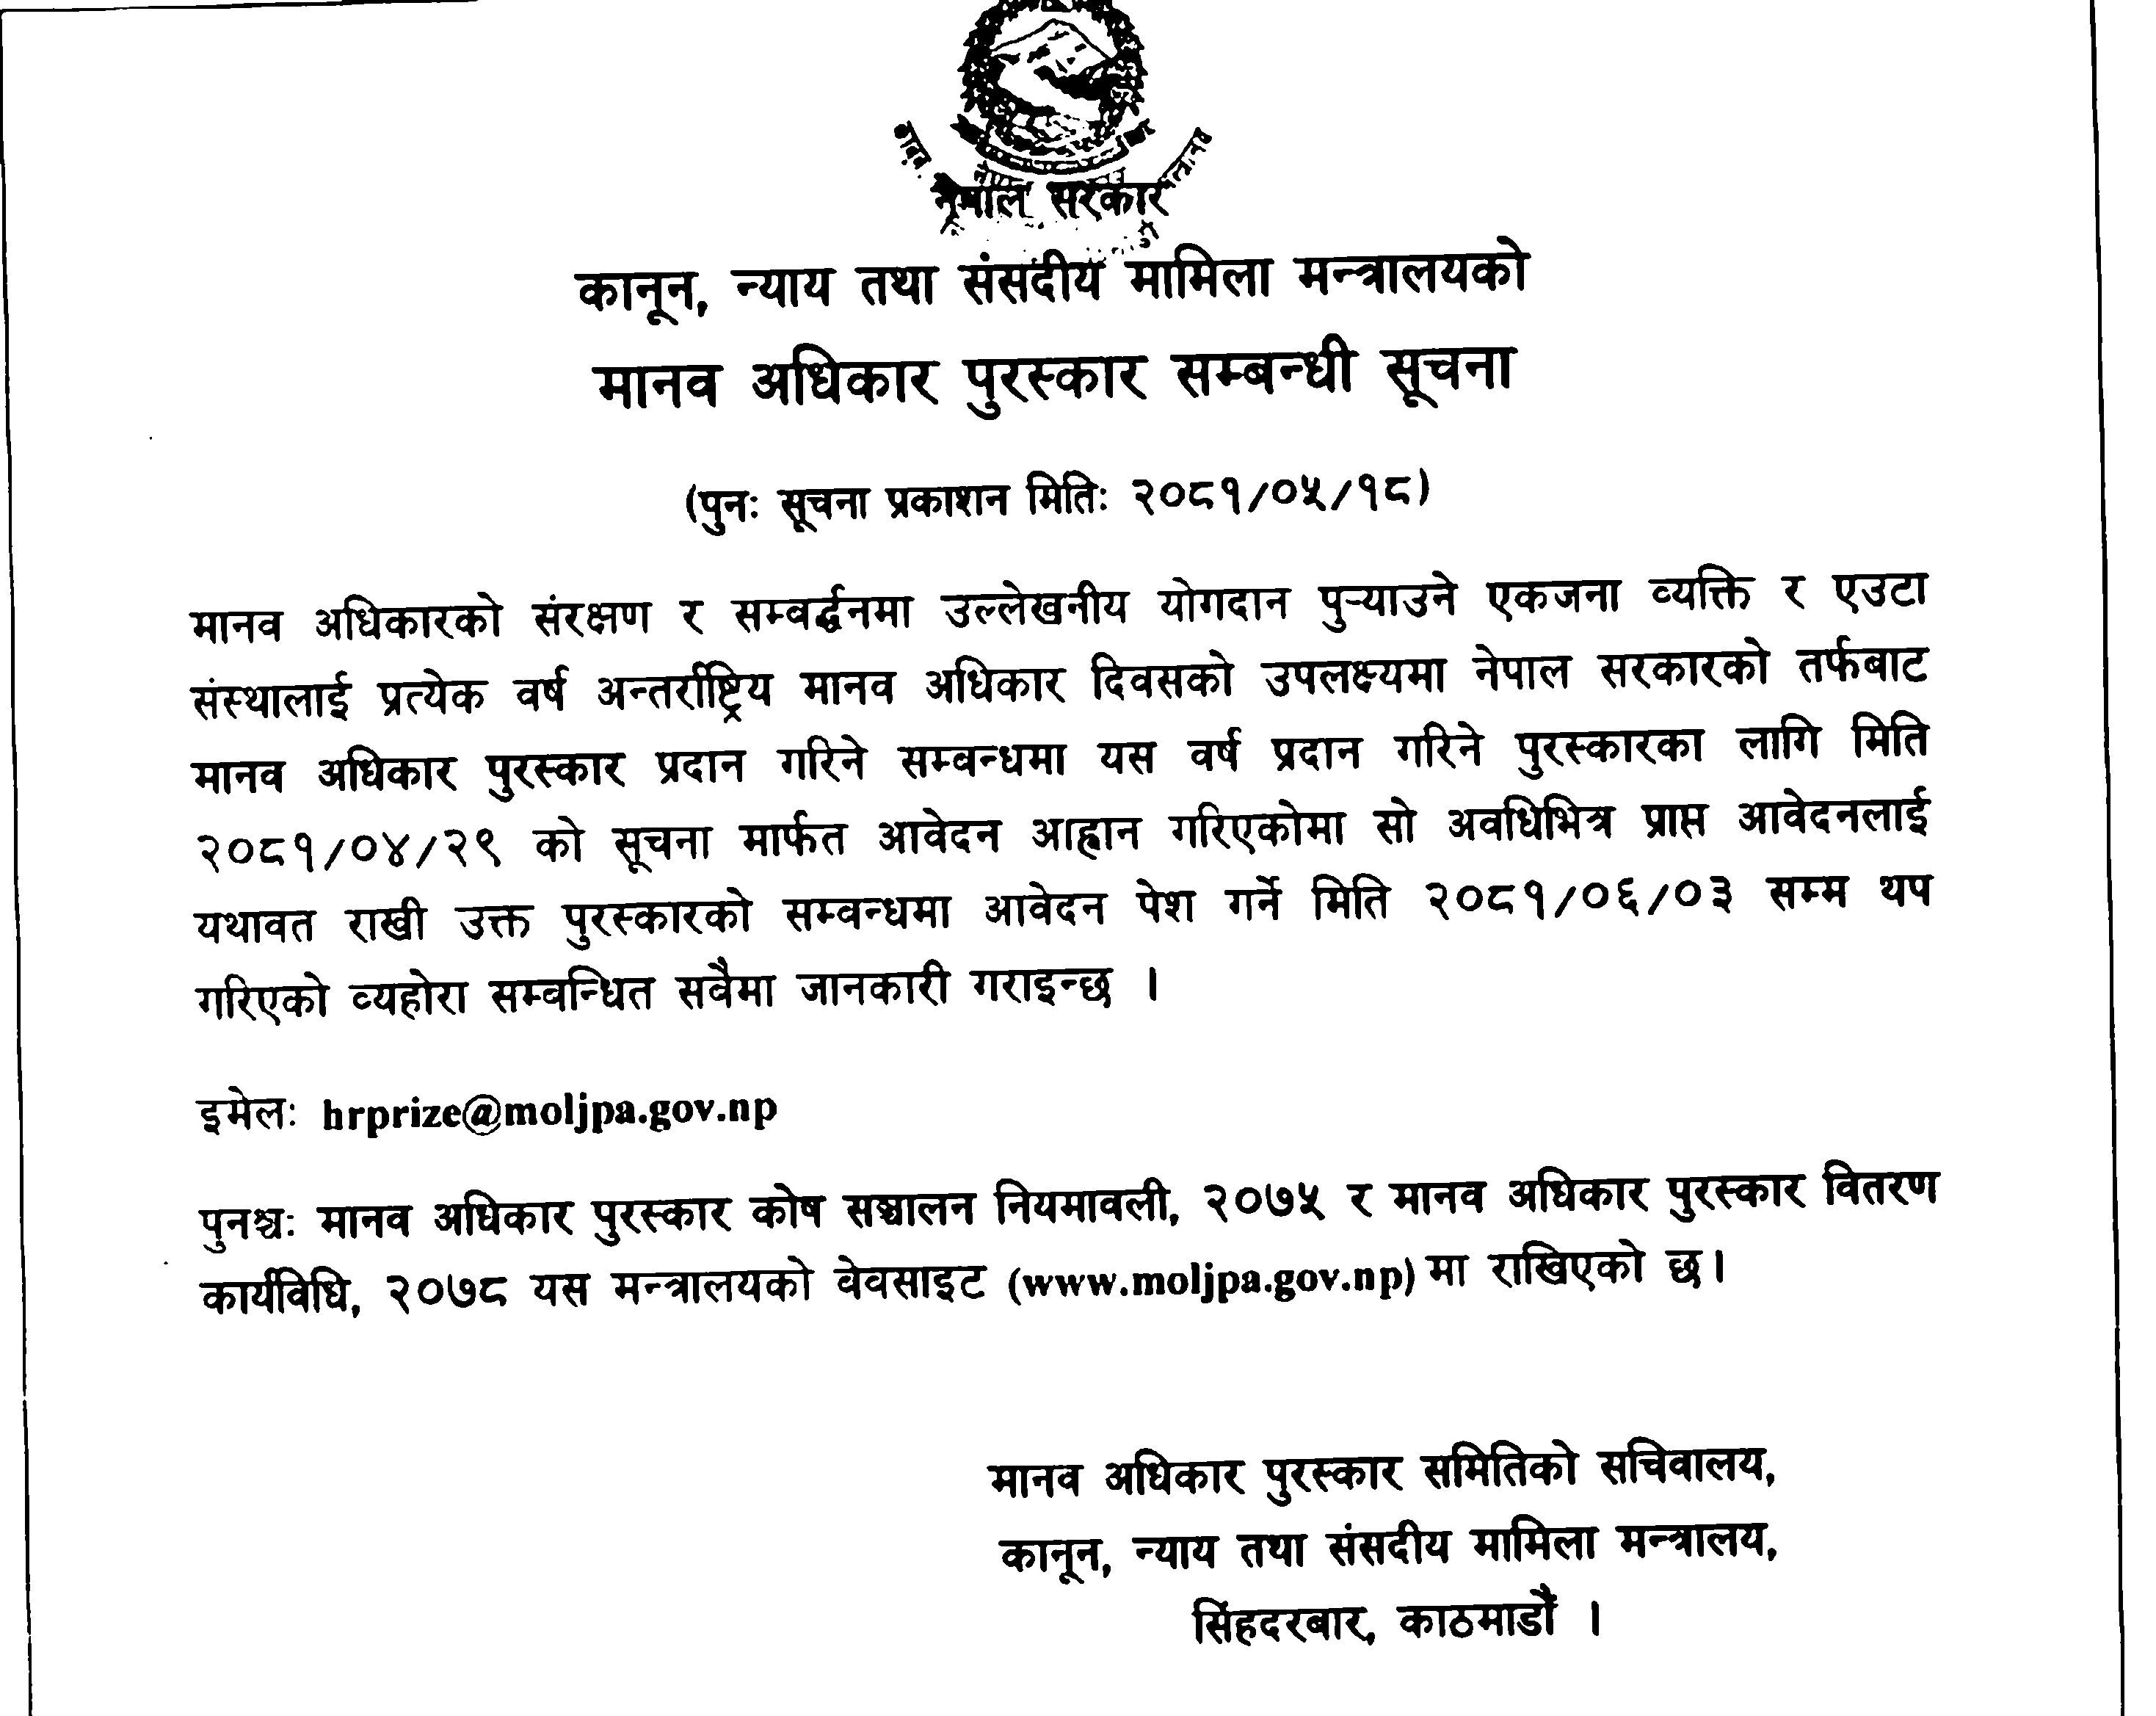 नेपाल सरकार
कानून, न्याय तथा संसदीय मामिला मन्त्रालयको
मानव अधिकार पुरस्कार सम्बन्धी सूचना
(पुनः सूचना प्रकाशन मितिः २०८१/०५/१८)
मानव अधिकारको संरक्षण र सम्बर्द्धनमा उल्लेखनीय योगदान पुऱ्याउने एकजना व्यक्ति र एउटा
संस्थालाई प्रत्येक वर्ष अन्तर्राष्ट्रिय मानव अधिकार दिवसको उपलक्ष्यमा नेपाल सरकारको तर्फबाट
मानव अधिकार पुरस्कार प्रदान गरिने सम्वन्धमा यस वर्ष प्रदान गरिने पुरस्कारका लागि मिति
२०८१/०४/२९ को सूचना मार्फत आवेदन आह्वान गरिएकोमा सो अवधिभित्र प्राप्त आवेदनलाई
यथावत राखी उक्त पुरस्कारको सम्वन्धमा आवेदन पेश गर्ने मिति २०८१/०६/०३ सम्म थप
गरिएको व्यहोरा सम्वन्धित सवैमा जानकारी गराइन्छ ।
इमेलः hrprize@moljpa.gov.np
पुनश्चः मानव अधिकार पुरस्कार कोष सञ्चालन नियमावली, २०७५ र मानव अधिकार पुरस्कार वितरण
कार्यविधि, २०७८ यस मन्त्रालयको वेवसाइट (www.moljpa.gov.np) मा राखिएको छ।
मानव अधिकार पुरस्कार समितिको सचिवालय,
कानून, न्याय तथा संसदीय मामिला मन्त्रालय,
सिंहदरबार, काठमाडौं ।